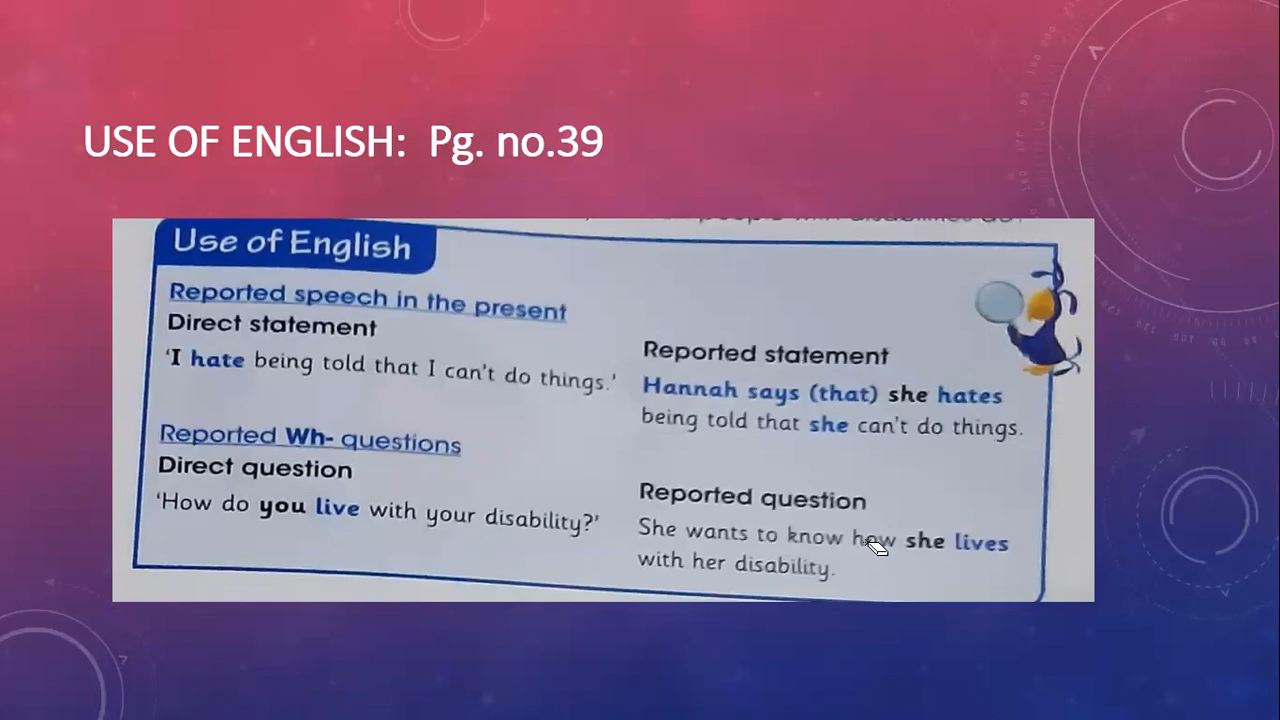 USE OF ENGLISH: Pg. no.39
Use of English
Reported speech in the present
Direct statement
'I hate being told that I can't do things.'
Reported statement
Hannah says (that) she hates
being told that she can't do things.
Reported Wh- questions
Direct question
'How do you live with your disability?'
Reported question
She wants to know how she lives
with her disability.